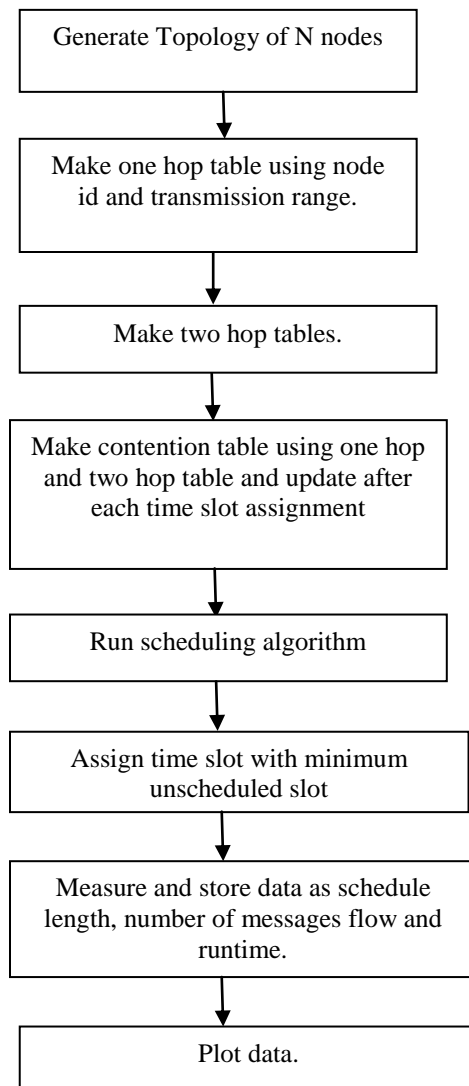 Generate Topology of N nodes
Make one hop table using node
id and transmission range.
Make two hop tables.
Make contention table using one hop
and two hop table and update after
each time slot assignment
Run scheduling algorithm
Assign time slot with minimum
unscheduled slot
Measure and store data as schedule
length, number of messages flow and
runtime.
Plot data.